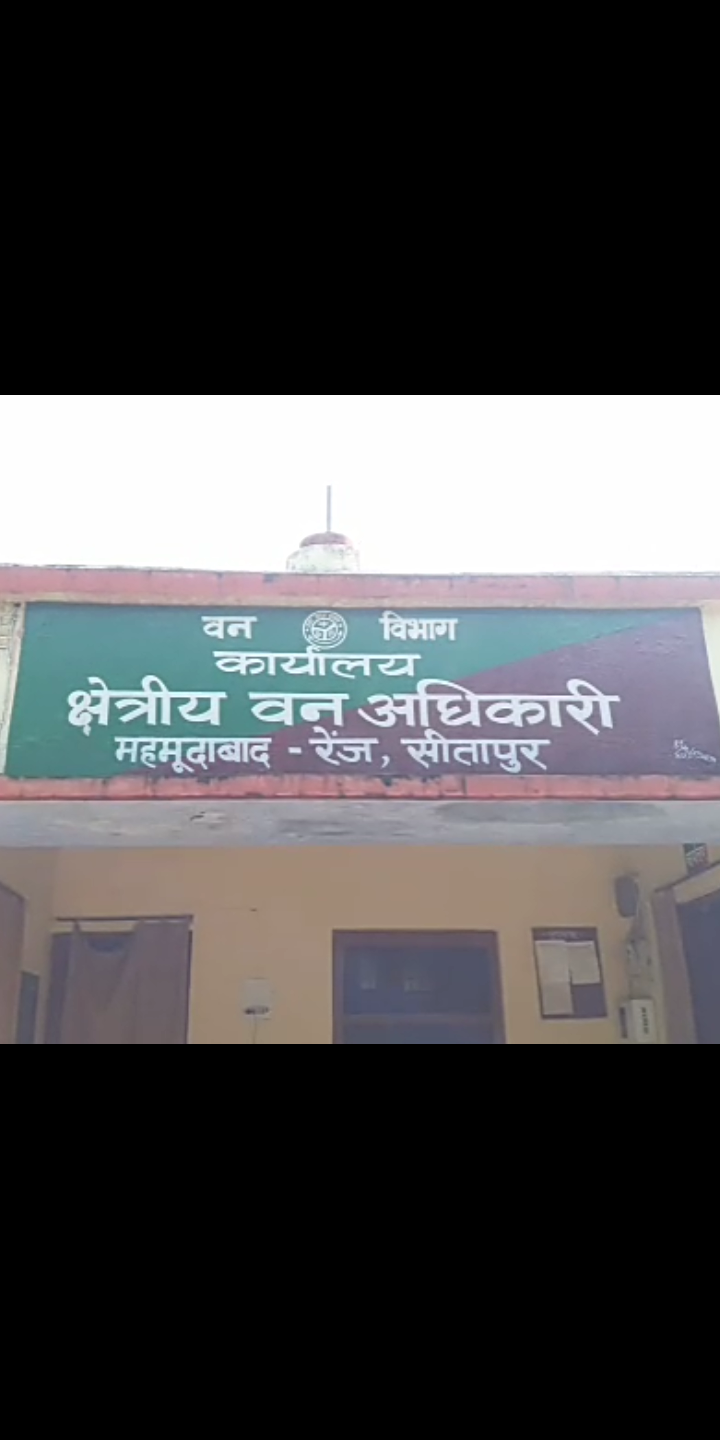 वन विभाग
कार्यालय
क्षेत्रीय वन अधिकारी
महमूदाबाद - रेंज, सीतापुर